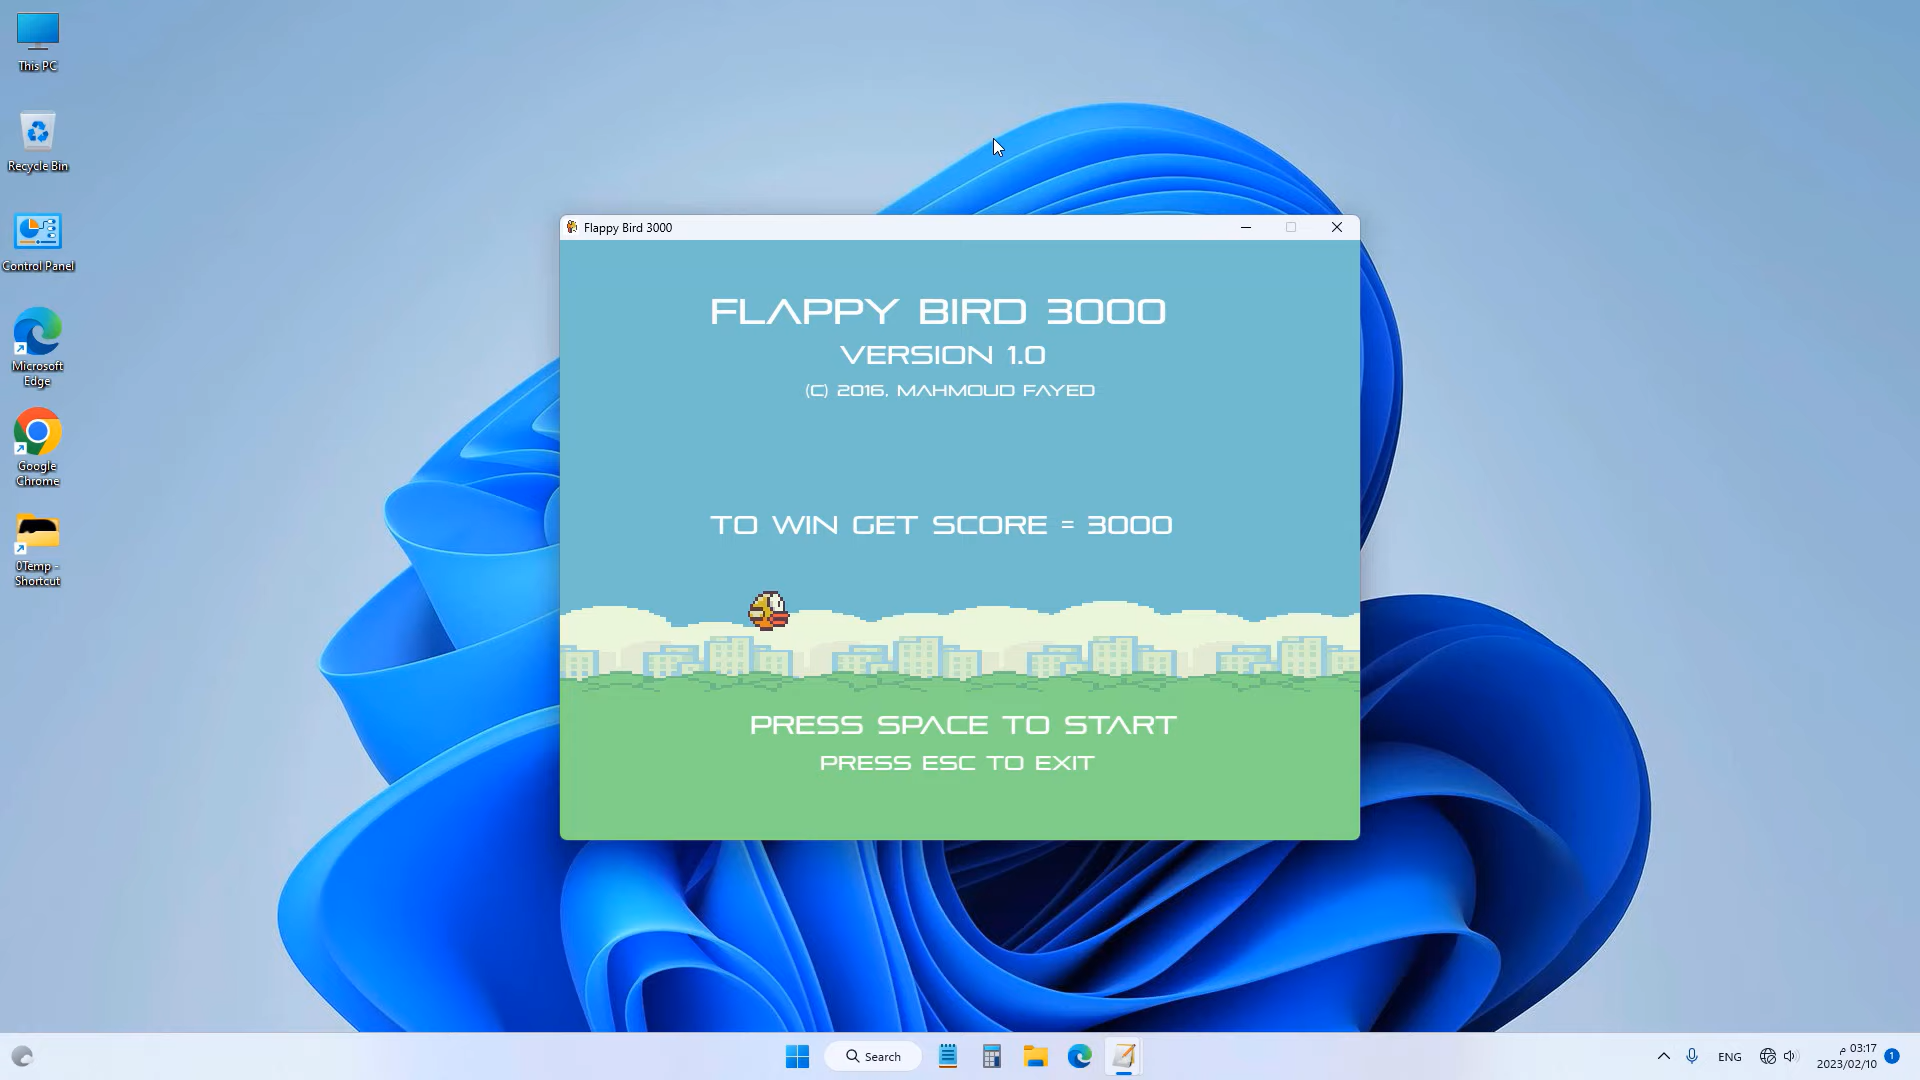 This PC
Recycle Bin
Control Panel
Microsoft
Edge
Google
Chrome
0Temp -
Shortcut
Flappy Bird 3000
FLAPPY BIRD 3000
VERSION 1.0
(C) 2016, MAHMOUD FAYED
TO WIN GET SCORE = 3000
PRESS SPACE TO START
PRESS ESC TO EXIT
Search
ENG
03:17 م
2023/02/10
1